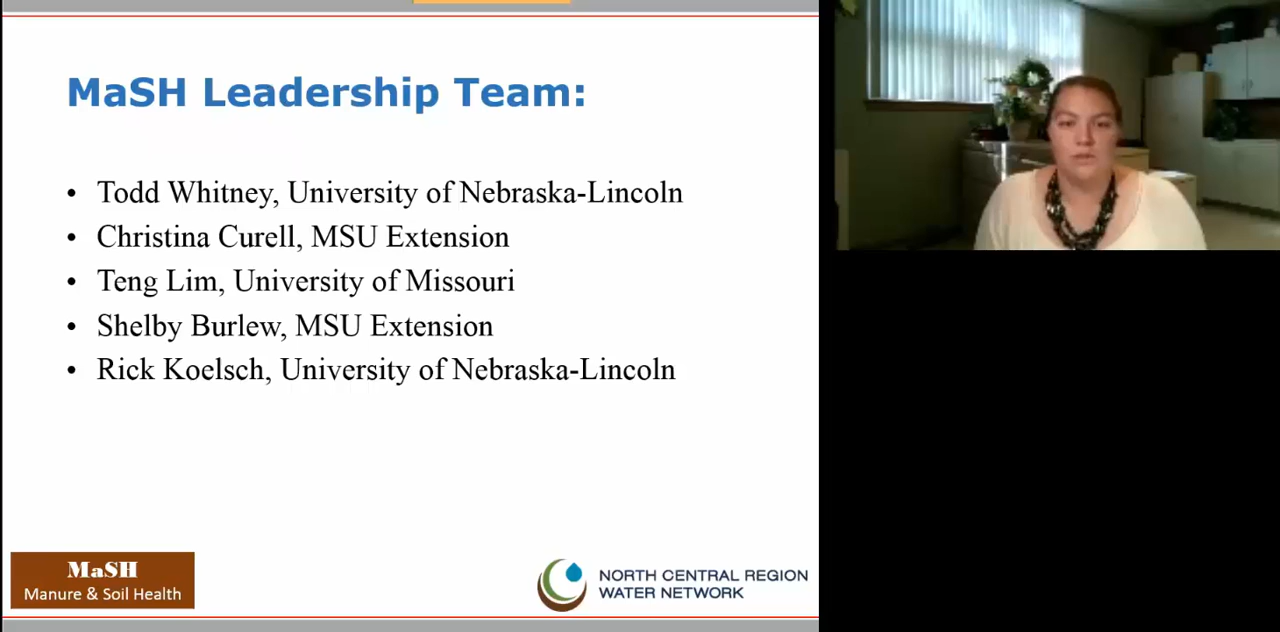 MaSH Leadership Team:
• Todd Whitney, University of Nebraska-Lincoln
• Christina Curell, MSU Extension
• Teng Lim, University of Missouri
• Shelby Burlew, MSU Extension
• Rick Koelsch, University of Nebraska-Lincoln
MaSH
Manure & Soil Health
NORTH CENTRAL REGION
WATER NETWORK